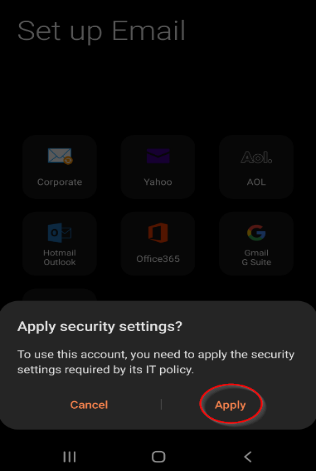 Set up Email
Corporate
Yahoo
AOL.
AOL
Hotmail
Outlook
Office365
Gmail
G Suite
Apply security settings?
To use this account, you need to apply the security
settings required by its IT policy.
Cancel
Apply